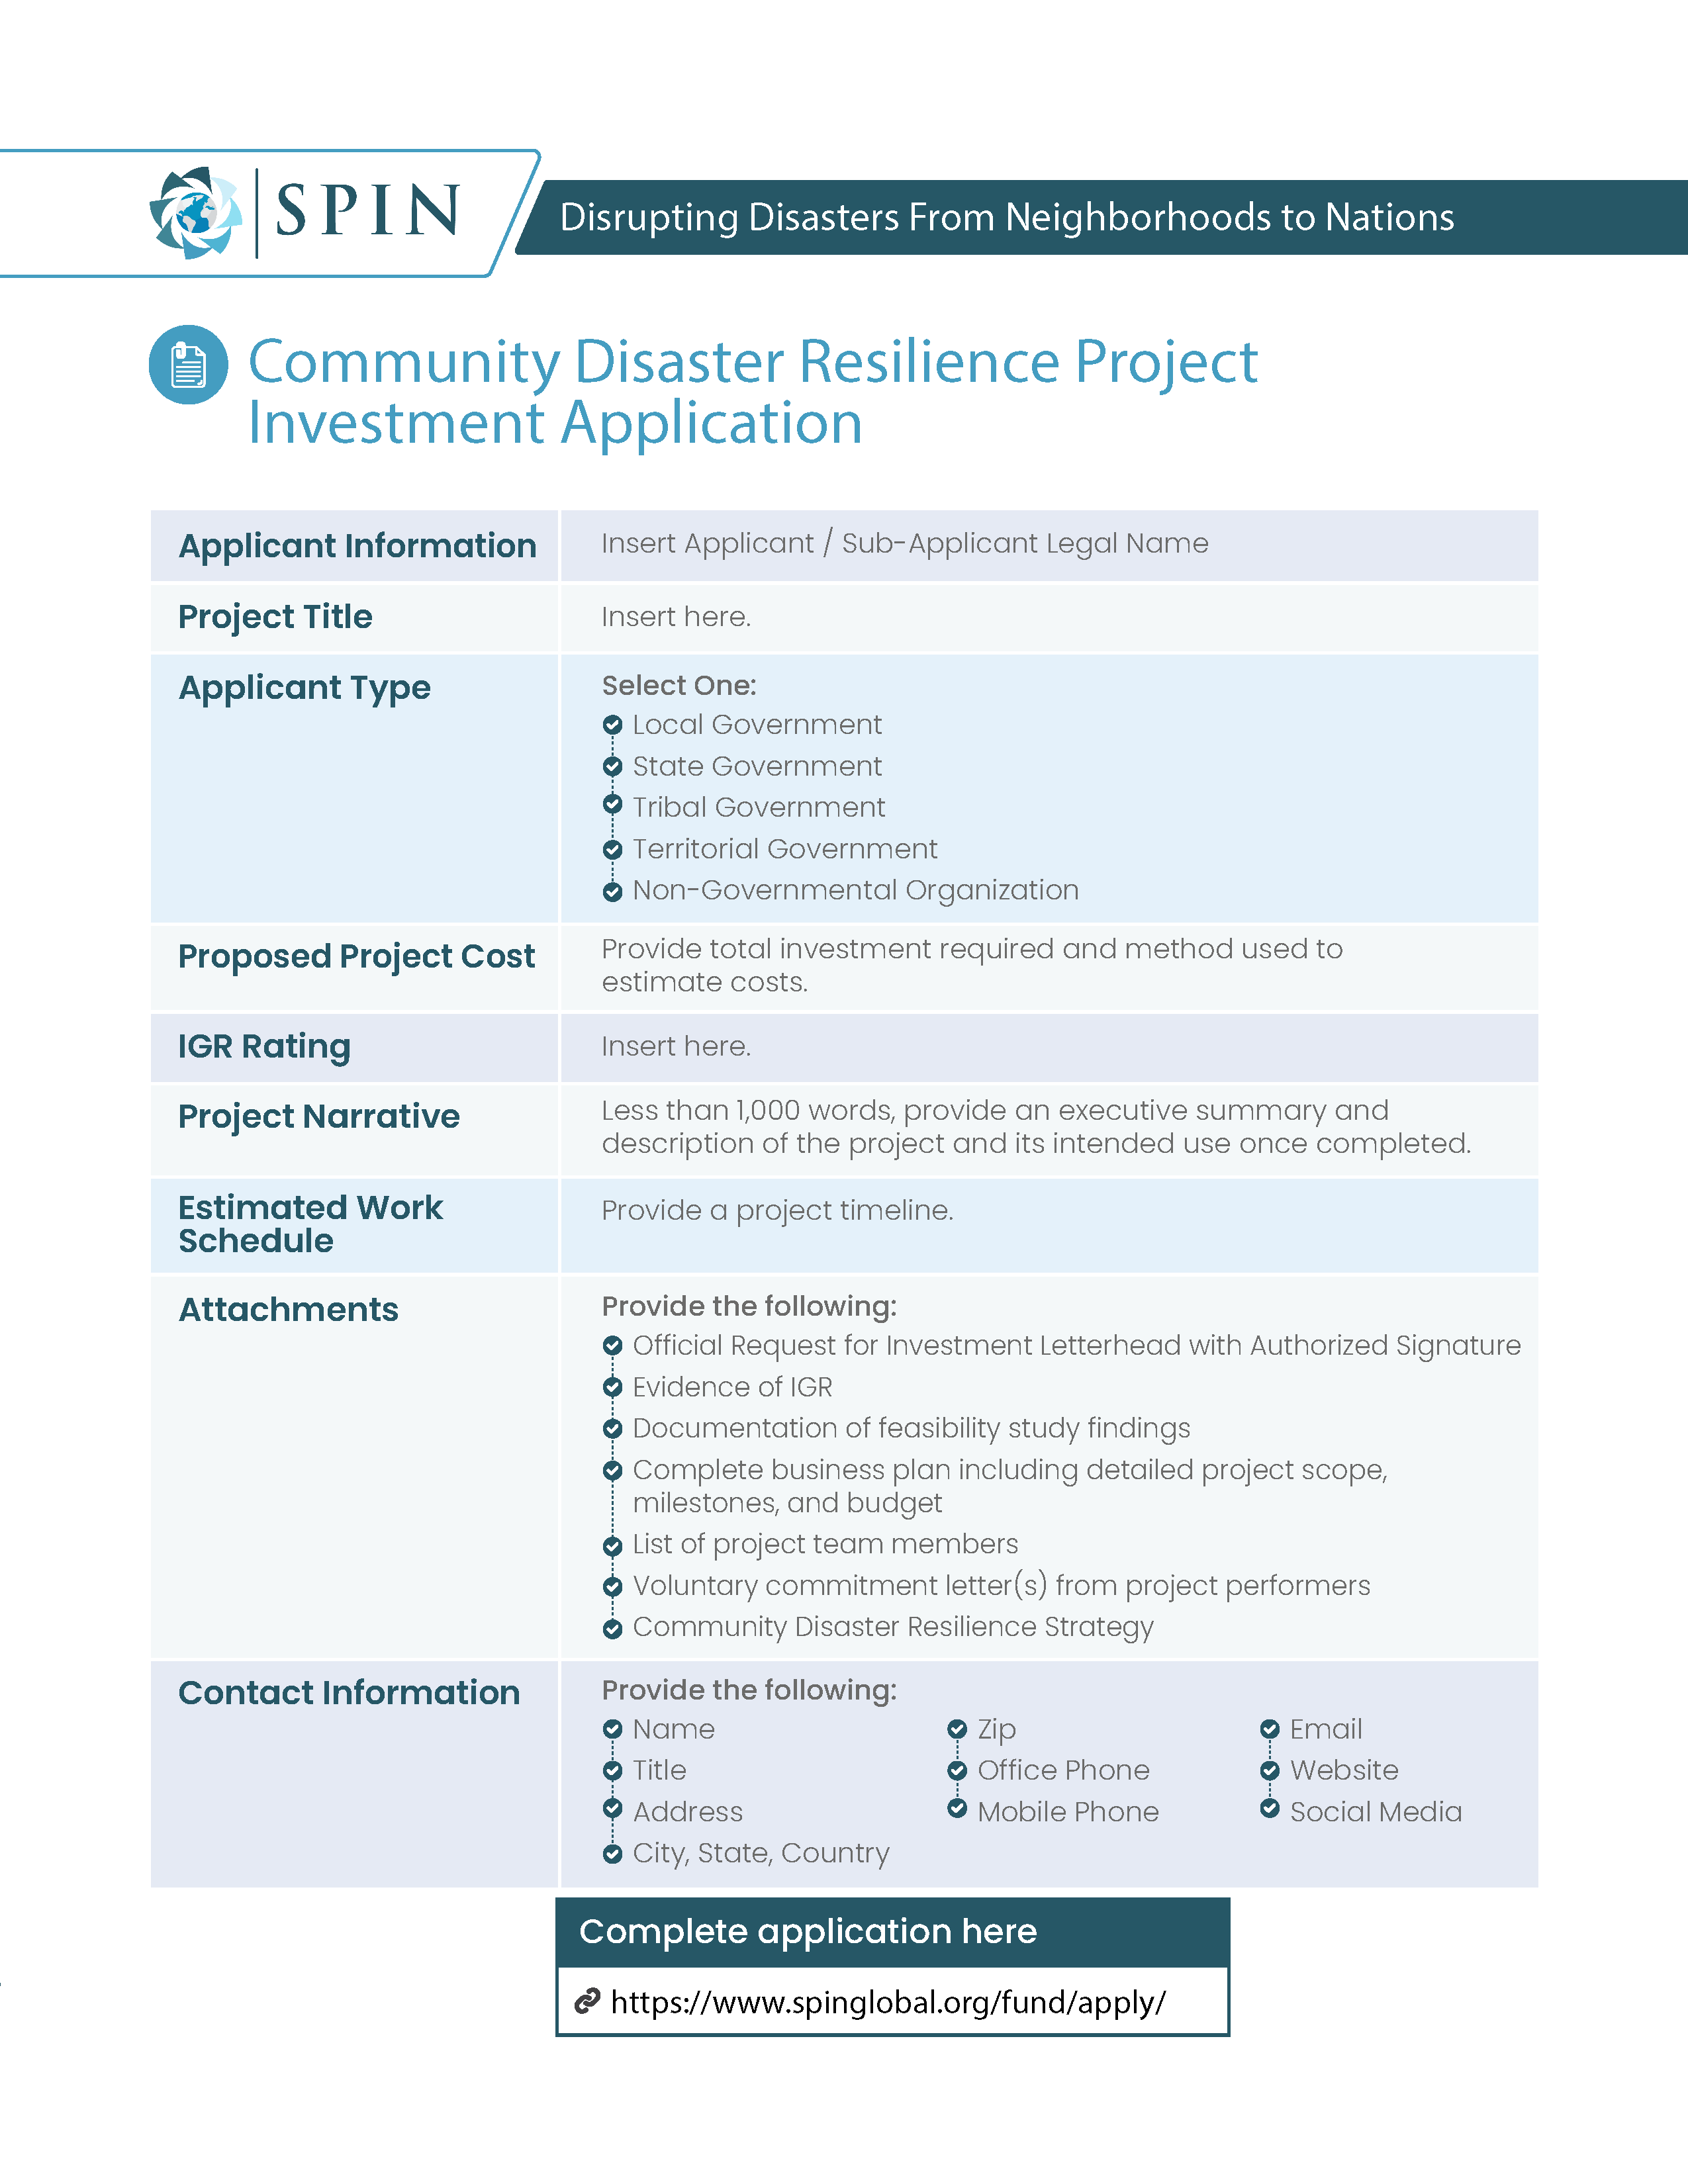 SPIN
Disrupting Disasters From Neighborhoods to Nations
Community Disaster Resilience Project
Investment Application
Applicant Information
Insert Applicant / Sub-Applicant Legal Name
Project Title
Insert here.
Applicant Type
Select One:
Local Government
State Government
Tribal Government
Territorial Government
Non-Governmental Organization
Proposed Project Cost
Provide total investment required and method used to
estimate costs.
IGR Rating
Insert here.
Project Narrative
Less than 1,000 words, provide an executive summary and
description of the project and its intended use once completed.
Estimated Work
Schedule
Provide a project timeline.
Attachments
Provide the following:
Official Request for Investment Letterhead with Authorized Signature
Evidence of IGR
Documentation of feasibility study findings
Complete business plan including detailed project scope,
milestones, and budget
List of project team members
Voluntary commitment letter(s) from project performers
Community Disaster Resilience Strategy
Contact Information
Provide the following:
Name
Title
Address
City, State, Country
Zip
Office Phone
Mobile Phone
Email
Website
Social Media
Complete application here
https://www.spinglobal.org/fund/apply/